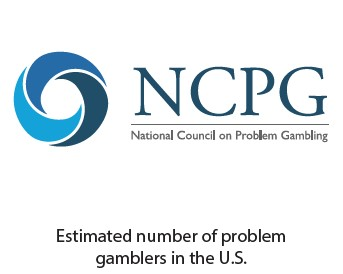 NCPG
National Council on Problem Gambling
Estimated number of problem
gamblers in the U.S.